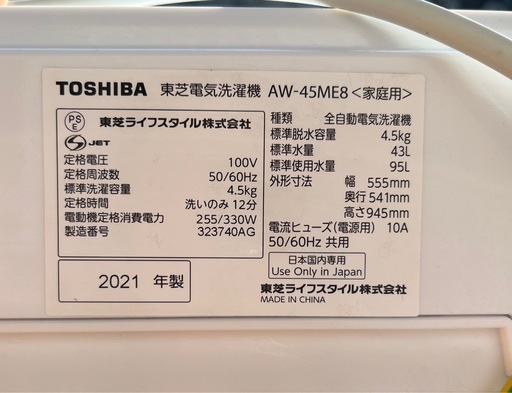 TOSHIBA 東芝電気洗濯機 AW-45ME8<家庭用>
PS
E
東芝ライフスタイル株式会社
S JET
定格電圧 100V
定格周波数 50/60Hz
標準洗濯容量 4.5kg
定格時間 洗いのみ 12分
電動機定格消費電力 255/330W
製造番号 323740AG
2021 年製
種類 全自動電気洗濯機
標準脱水容量 4.5kg
標準水量 43L
標準使用水量 95L
外形寸法 幅 555mm
奥行 541mm
高さ 945mm
電流ヒューズ(電源用) 10A
50/60Hz 共用
日本国内専用
Use Only in Japan
東芝ライフスタイル株式会社
MADE IN CHINA